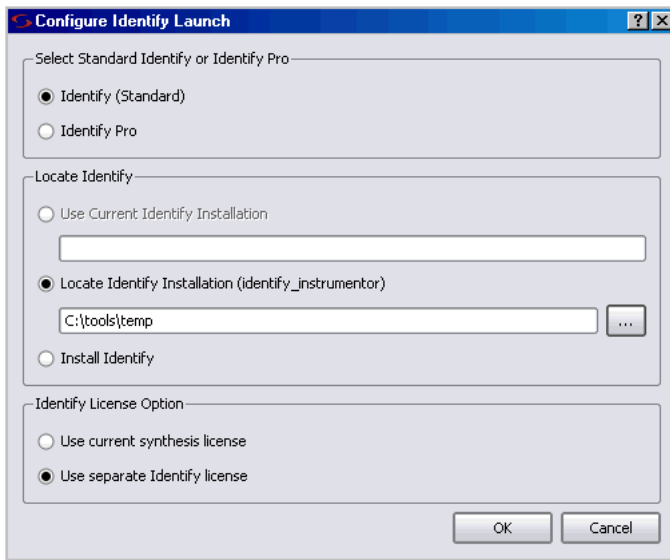 Configure Identify Launch
Select Standard Identify or Identify Pro
Identify (Standard)
Identify Pro
Locate Identify
Use Current Identify Installation
Locate Identify Installation (identify_instrumentor)
C:\tools\temp
...
Install Identify
Identify License Option
Use current synthesis license
Use separate Identify license
OK Cancel